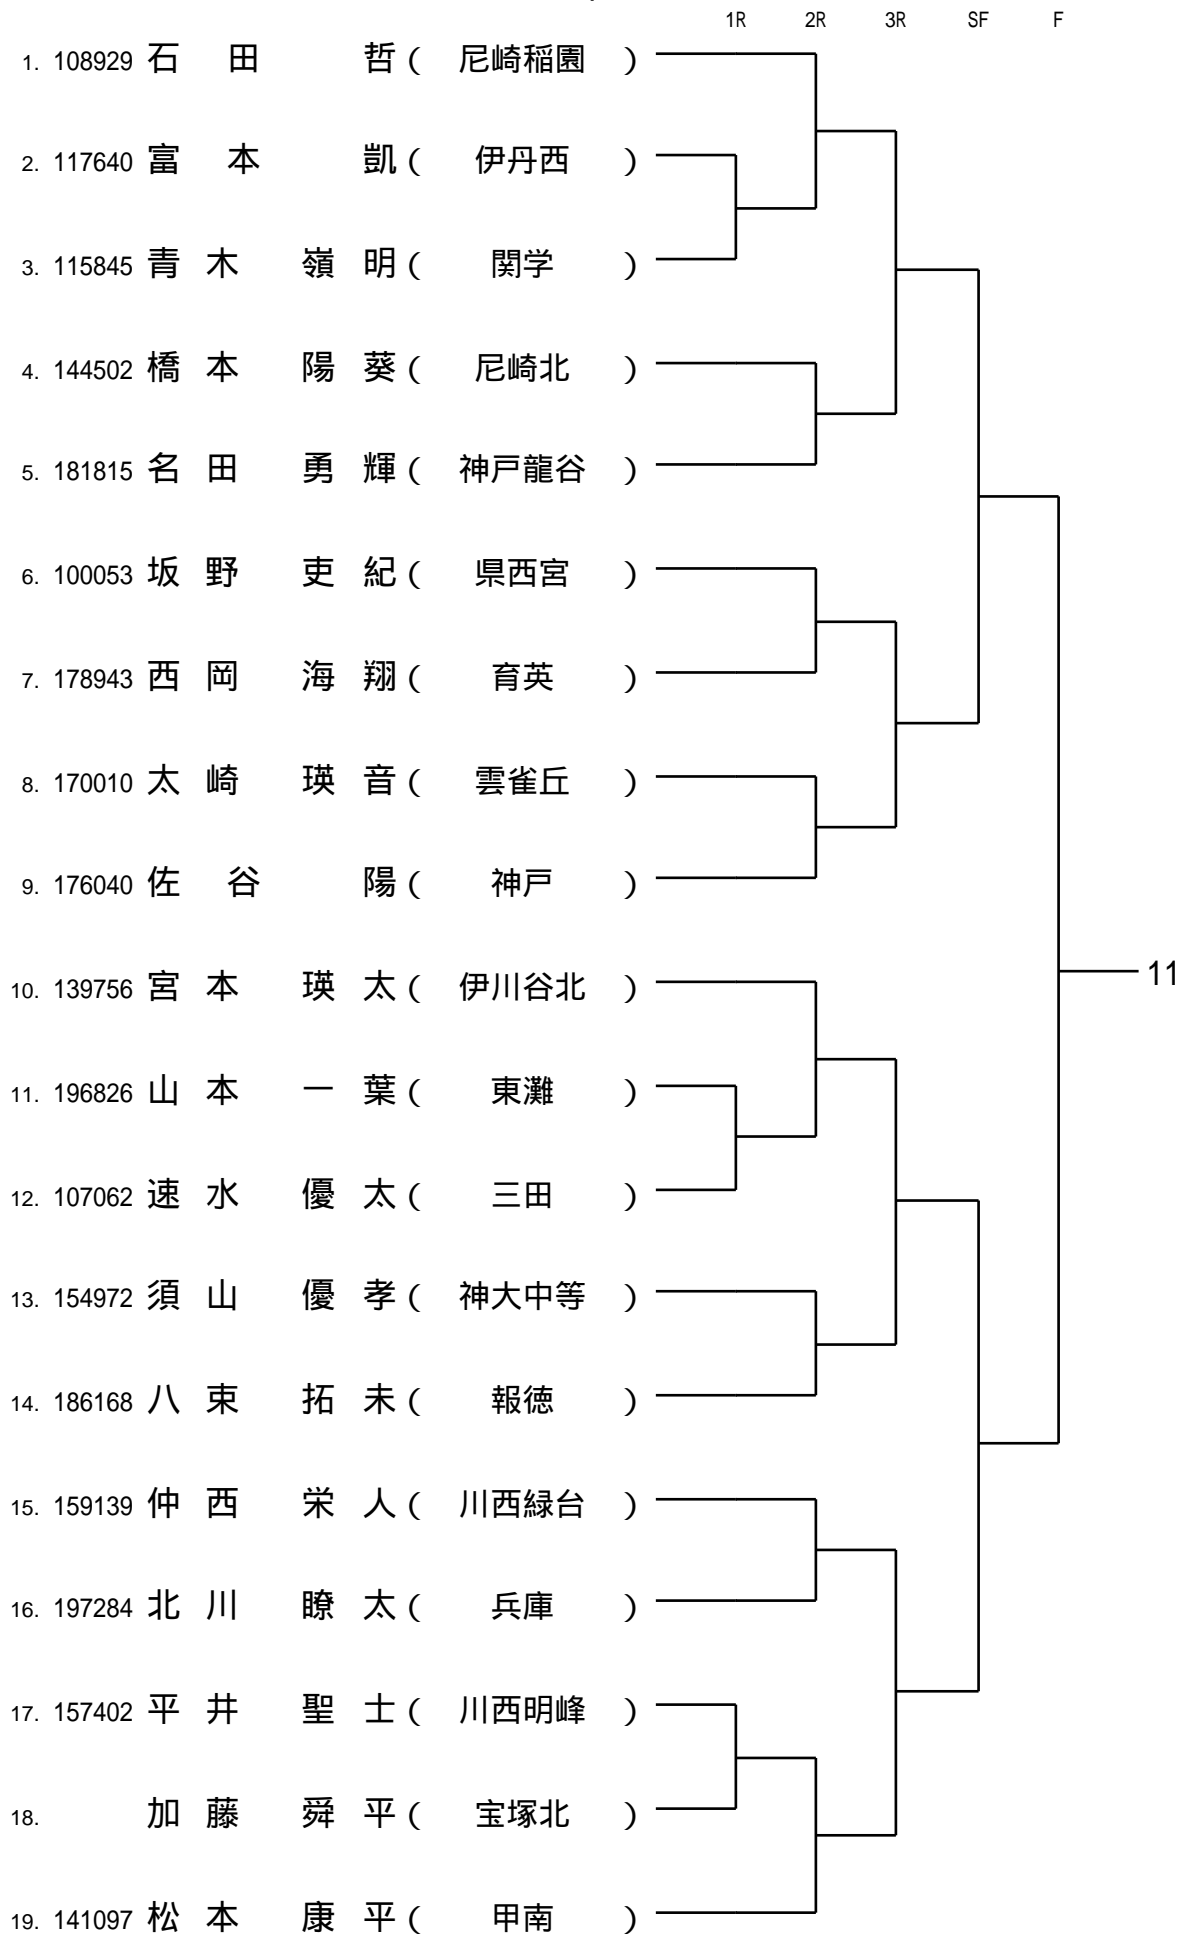 1R 2R 3R SF F
1. 108929 石田 哲 ( 尼崎稲園 )
2. 117640 富本 凱 ( 伊丹西 )
3. 115845 青木 嶺明 ( 関学 )
4. 144502 橋本 陽葵 ( 尼崎北 )
5. 181815 名田 勇輝 ( 神戸龍谷 )
6. 100053 坂野 吏紀 ( 県西宮 )
7. 178943 西岡 海翔 ( 育英 )
8. 170010 太崎 瑛音 ( 雲雀丘 )
9. 176040 佐谷 陽 ( 神戸 )
10. 139756 宮本 瑛太 ( 伊川谷北 )
11
11. 196826 山本 一葉 ( 東灘 )
12. 107062 速水 優太 ( 三田 )
13. 154972 須山 優孝 ( 神大中等 )
14. 186168 八束 拓未 ( 報徳 )
15. 159139 仲西 栄人 ( 川西緑台 )
16. 197284 北川 瞭太 ( 兵庫 )
17. 157402 平井 聖士 ( 川西明峰 )
18. 加藤 舜平 ( 宝塚北 )
19. 141097 松本 康平 ( 甲南 )